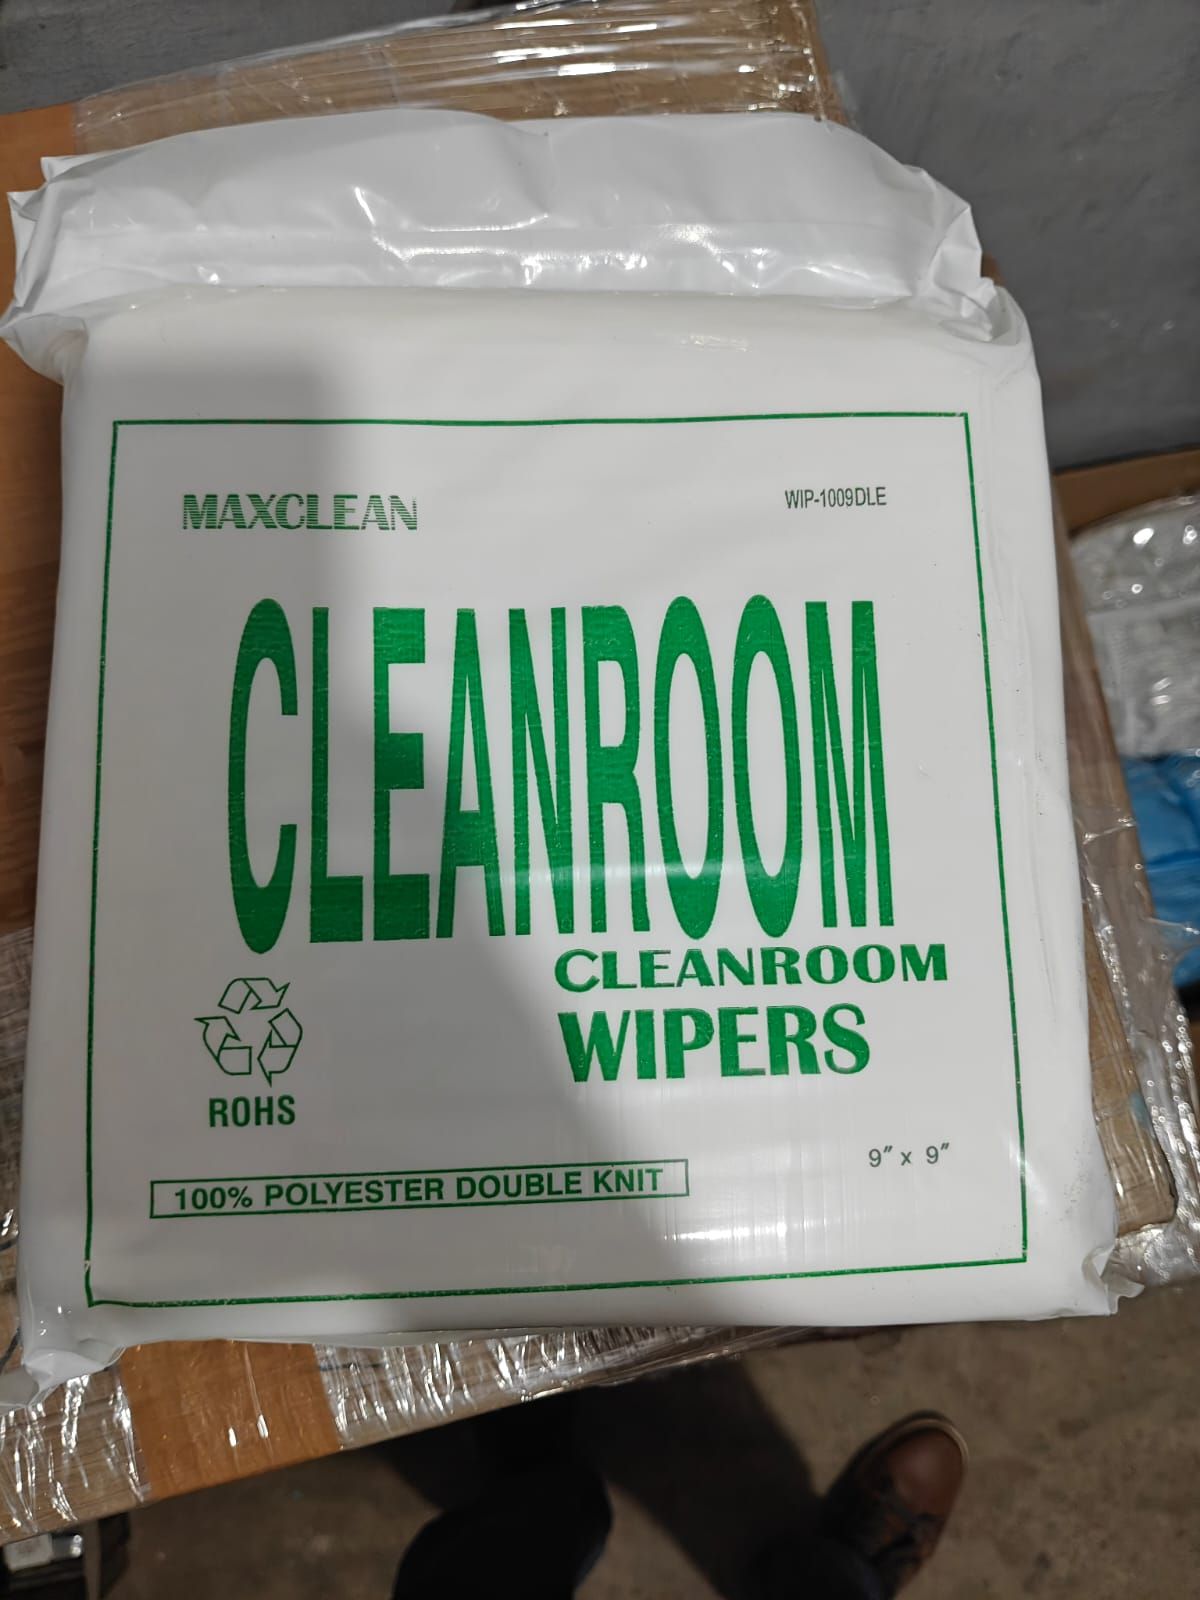 MAXCLEAN
WIP-1009DLE
CLEANROOM
CLEANROOM
WIPERS
ROHS
9" x 9"
100% POLYESTER DOUBLE KNIT